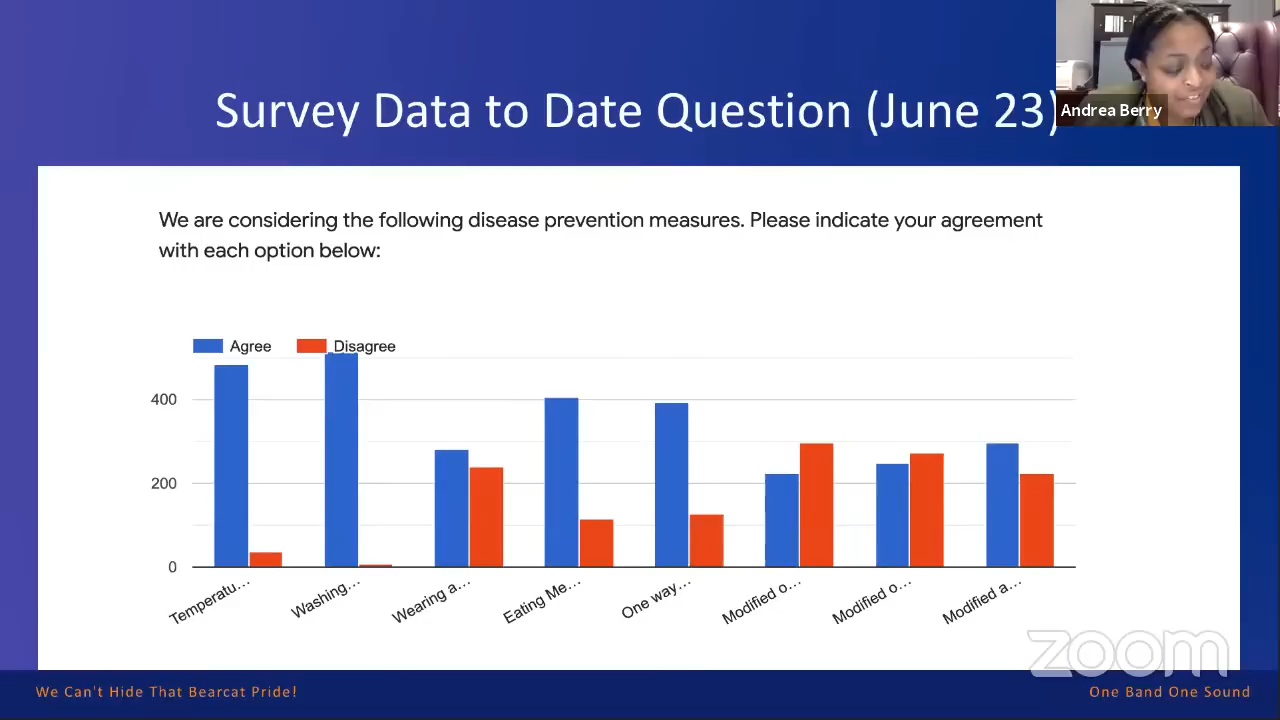 Survey Data to Date Question (June 23)
Andrea Berry
We are considering the following disease prevention measures. Please indicate your agreement
with each option below:
Agree
Disagree
400
200
0
Temperatu...
Washing...
Wearing a...
Eating Me...
One way...
Modified o...
Modified o...
Modified a...
zoom
We Can't Hide That Bearcat Pride!
One Band One Sound